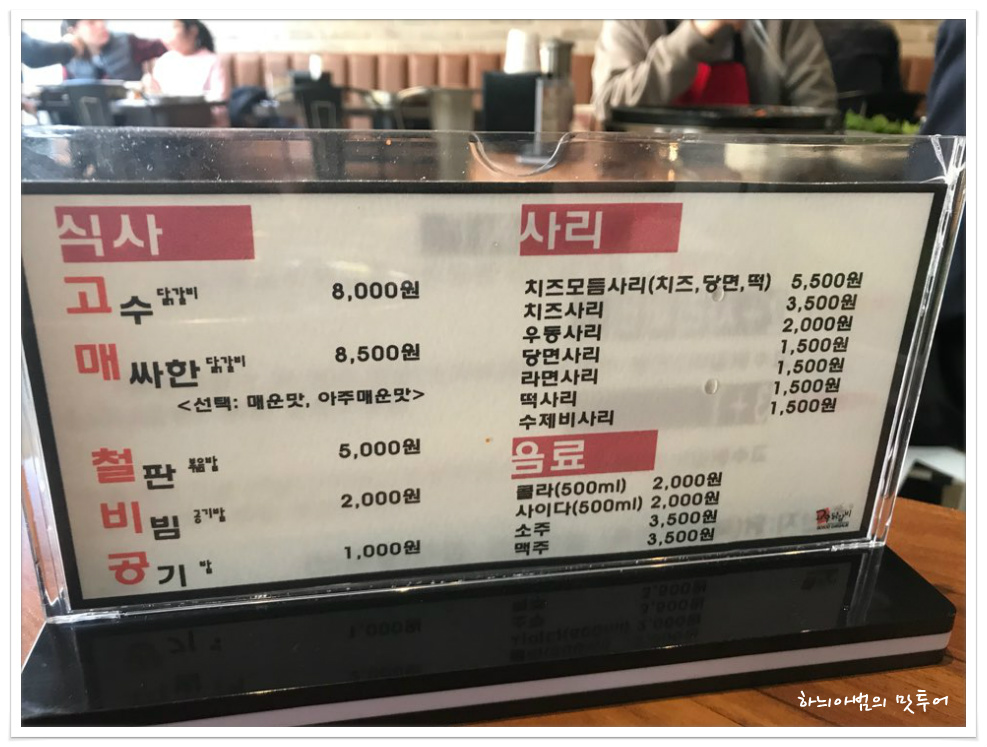 식사
고수닭갈비 8,000원
매싸한닭갈비 8,500원
<선택: 매운맛, 아주매운맛>
철판볶음밥 5,000원
비빔공기밥 2,000원
공기밥 1,000원
사리
치즈모듬사리(치즈,당면,떡) 5,500원
치즈사리 3,500원
우동사리 2,000원
당면사리 1,500원
라면사리 1,500원
떡사리 1,500원
수제비사리 1,500원
음료
콜라(500ml) 2,000원
사이다(500ml) 2,000원
소주 3,500원
맥주 3,500원
하늬아범의 맛투어